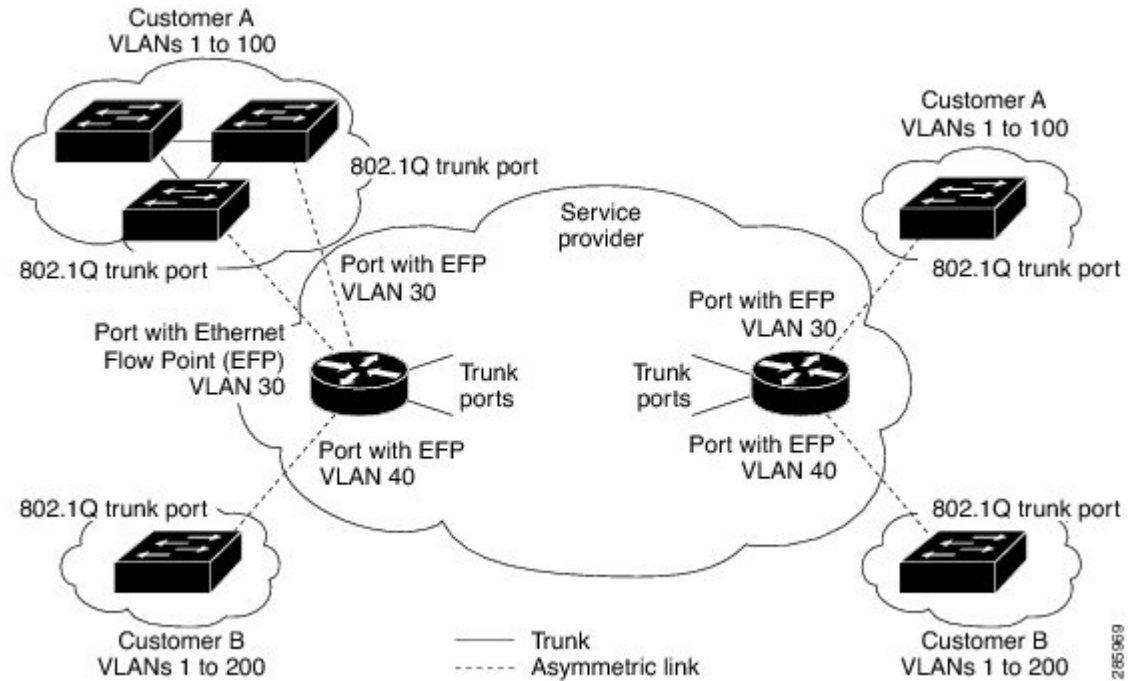 Customer A
VLANs 1 to 100
Customer A
VLANs 1 to 100
802.1Q trunk port
Service
provider
802.1Q trunk port
802.1Q trunk port
Port with EFP
VLAN 30
Port with EFP
VLAN 30
Port with Ethernet
Flow Point (EFP)
VLAN 30
Trunk
ports
Trunk
ports
Port with EFP
VLAN 40
Port with EFP
VLAN 40
802.1Q trunk port
802.1Q trunk port
Customer B
VLANs 1 to 200
Trunk
Asymmetric link
Customer B
VLANs 1 to 200
285969